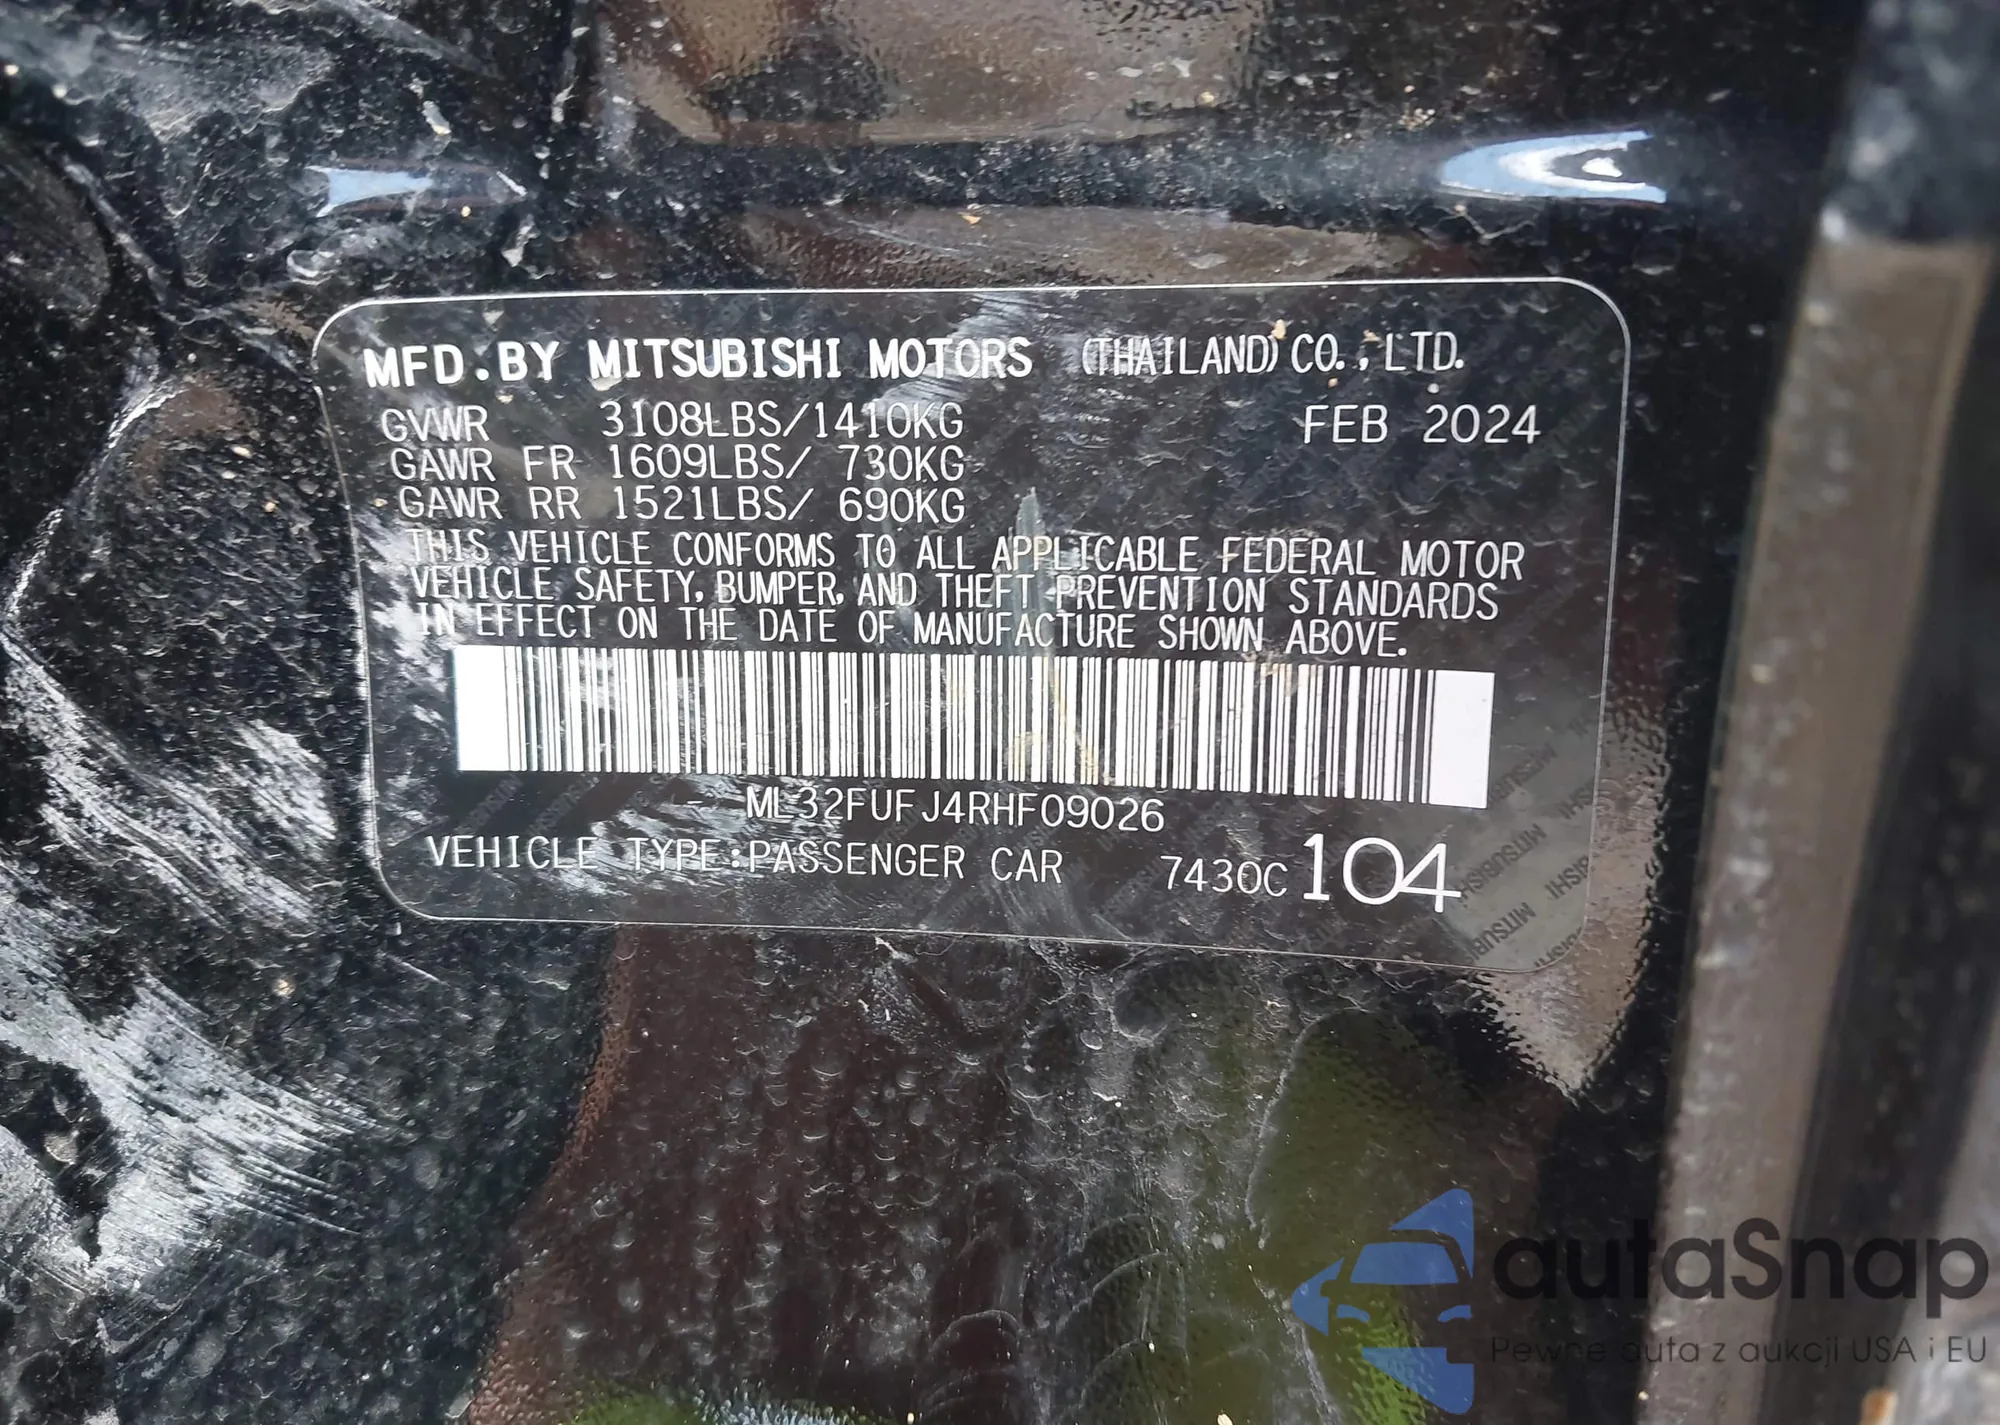 MFD.BY MITSUBISHI MOTORS (THAILAND)CO.,LTD.
GVWR 3108LBS/1410KG FEB 2024
GAWR FR 1609LBS/ 730KG
GAWR RR 1521LBS/ 690KG
THIS VEHICLE CONFORMS TO ALL APPLICABLE FEDERAL MOTOR
VEHICLE SAFETY, BUMPER, AND THEFT PREVENTION STANDARDS
IN EFFECT ON THE DATE OF MANUFACTURE SHOWN ABOVE.
ML32FUFJ4RHF09026
VEHICLE TYPE:PASSENGER CAR 7430C 104
autaSnap
Pewne auta z aukcji USA i EU